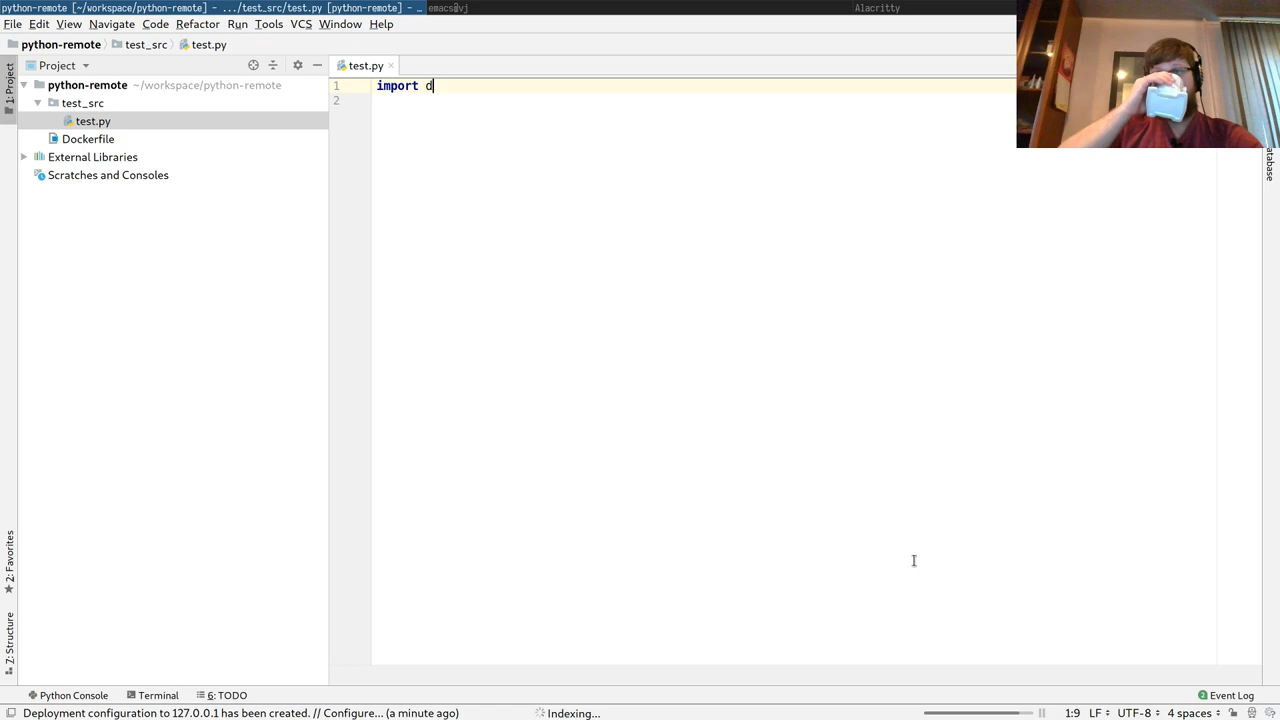 python-remote [~/workspace/python-remote] – .../test_src/test.py [python-remote] – ...
Alacritty
File Edit View Navigate Code Refactor Run Tools VCS Window Help
python-remote test_src test.py
1: Project
Project
test.py
python-remote ~/workspace/python-remote
test_src
test.py
Dockerfile
External Libraries
Scratches and Consoles
1 import d
2
atabase
2: Favorites
Z: Structure
Python Console Terminal 6: TODO Event Log
Deployment configuration to 127.0.0.1 has been created. // Configure... (a minute ago) Indexing... 1:9 LF UTF-8 4 spaces